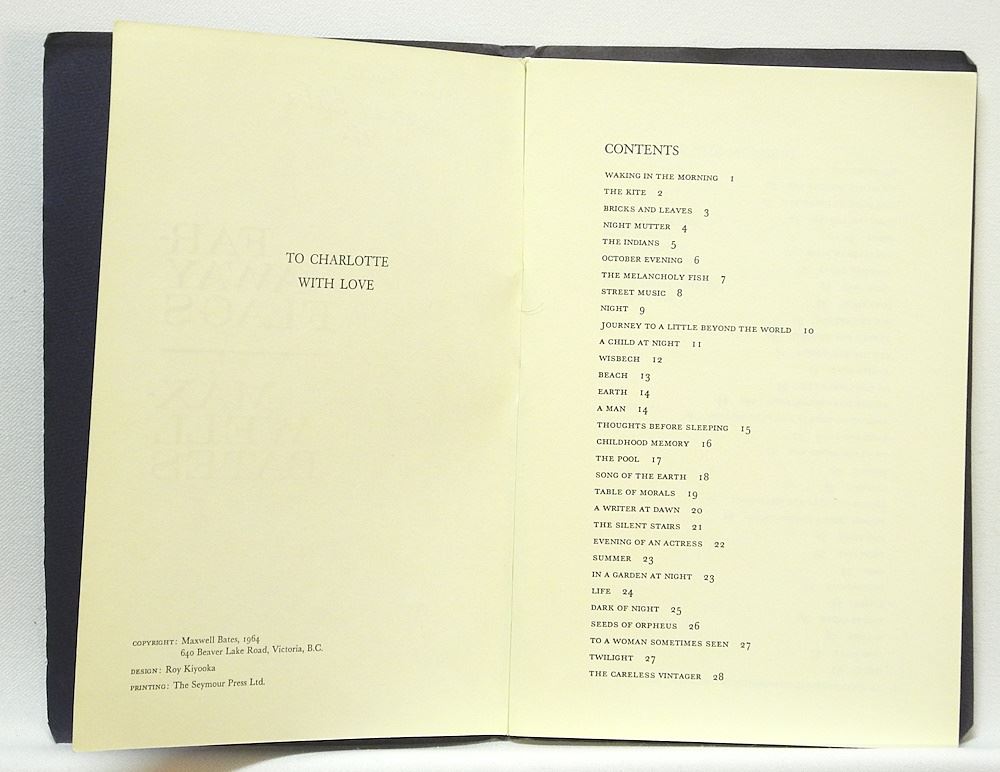 TO CHARLOTTE
WITH LOVE
COPYRIGHT: Maxwell Bates, 1964
640 Beaver Lake Road, Victoria, B.C.
DESIGN: Roy Kiyooka
PRINTING: The Seymour Press Ltd.
CONTENTS
WAKING IN THE MORNING 1
THE KITE 2
BRICKS AND LEAVES 3
NIGHT MUTTER 4
THE INDIANS 5
OCTOBER EVENING 6
THE MELANCHOLY FISH 7
STREET MUSIC 8
NIGHT 9
JOURNEY TO A LITTLE BEYOND THE WORLD 10
A CHILD AT NIGHT 11
WISBECH 12
BEACH 13
EARTH 14
A MAN 14
THOUGHTS BEFORE SLEEPING 15
CHILDHOOD MEMORY 16
THE POOL 17
SONG OF THE EARTH 18
TABLE OF MORALS 19
A WRITER AT DAWN 20
THE SILENT STAIRS 21
EVENING OF AN ACTRESS 22
SUMMER 23
IN A GARDEN AT NIGHT 23
LIFE 24
DARK OF NIGHT 25
SEEDS OF ORPHEUS 26
TO A WOMAN SOMETIMES SEEN 27
TWILIGHT 27
THE CARELESS VINTAGER 28